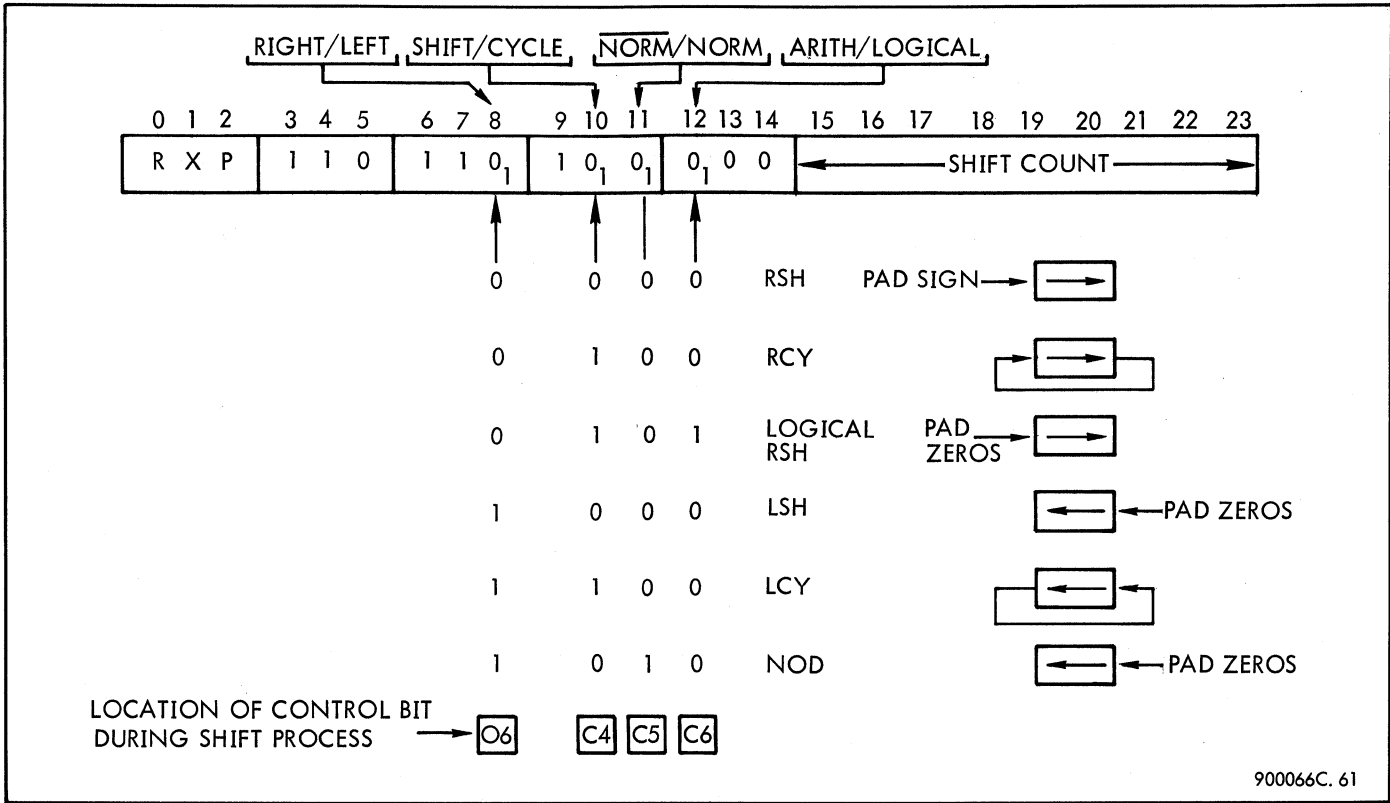 RIGHT/LEFT SHIFT/CYCLE NORM/NORM ARITH/LOGICAL
0 1 2 3 4 5 6 7 8 9 10 11 12 13 14 15 16 17 18 19 20 21 22 23
R X P 1 1 0 1 1 0 1 1 0 1 0 1 0 1 0 0 SHIFT COUNT
0 0 0 0 RSH PAD SIGN
0 1 0 0 RCY
0 1 0 1 LOGICAL RSH PAD ZEROS
1 0 0 0 LSH PAD ZEROS
1 1 0 0 LCY
1 0 1 0 NOD PAD ZEROS
LOCATION OF CONTROL BIT
DURING SHIFT PROCESS O6 C4 C5 C6
900066C. 61